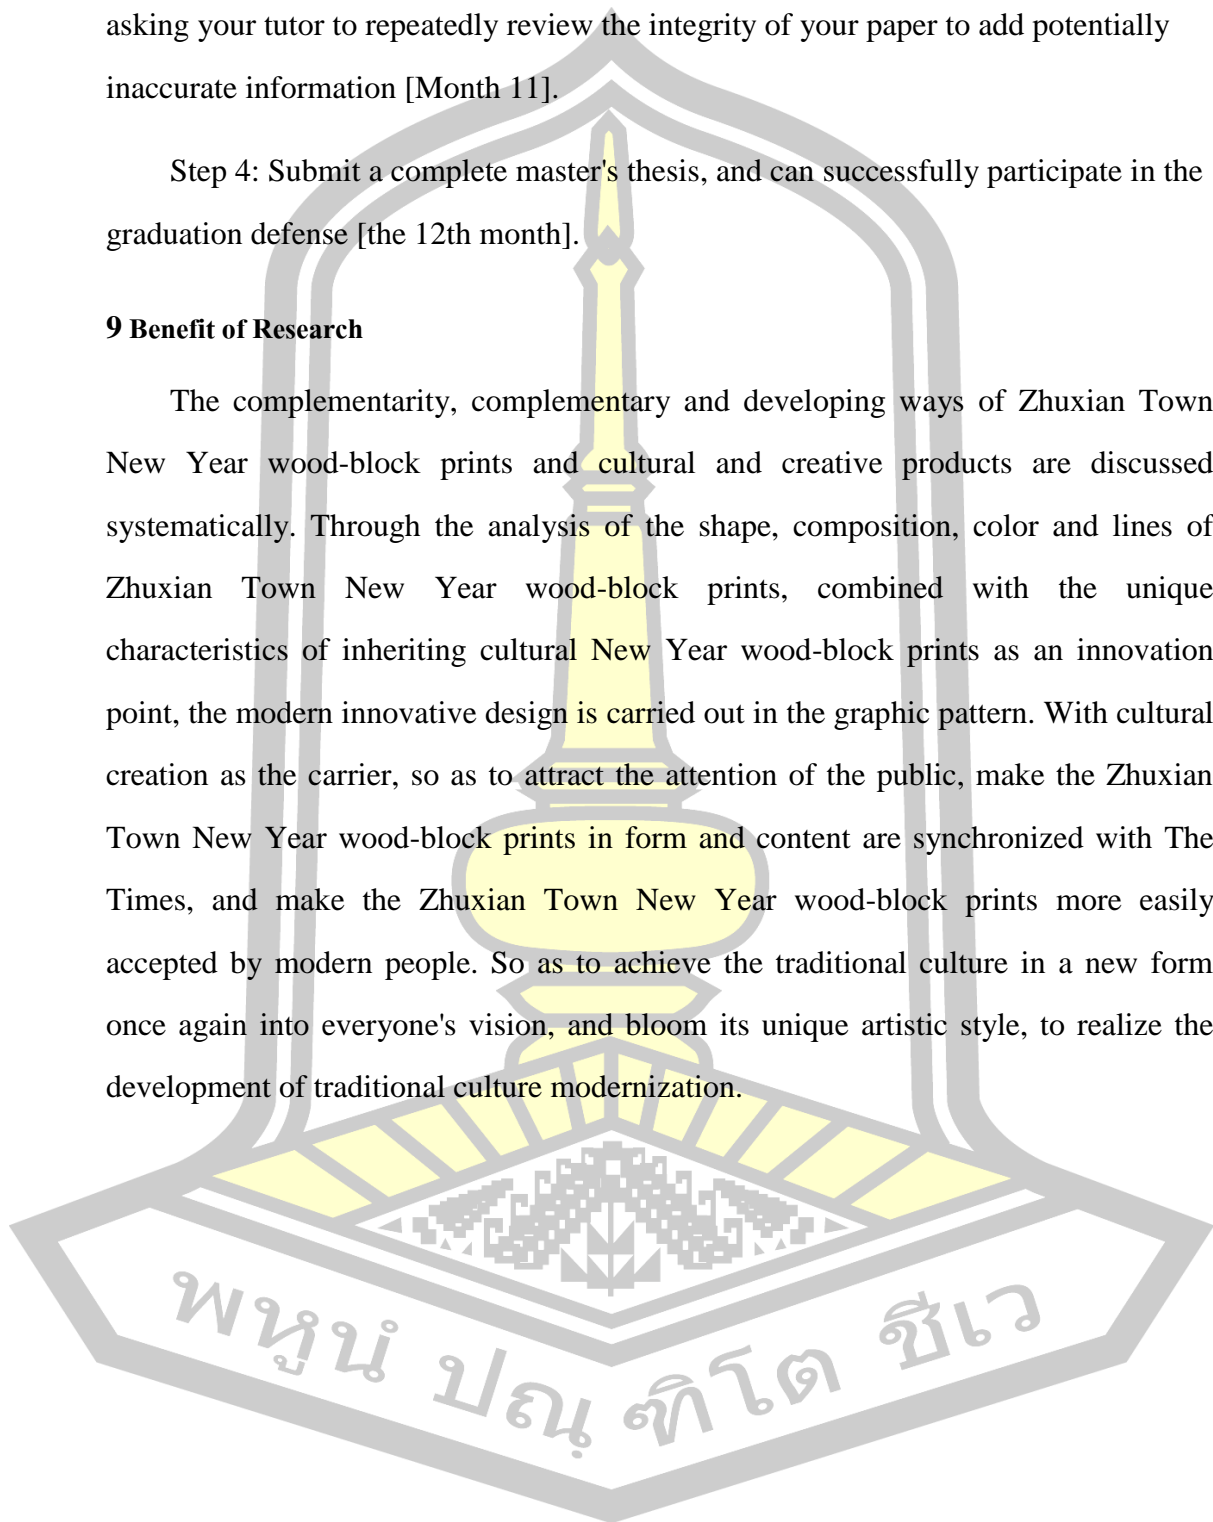 asking your tutor to repeatedly review the integrity of your paper to add potentially
inaccurate information [Month 11].
Step 4: Submit a complete master's thesis, and can successfully participate in the
graduation defense [the 12th month].
9 Benefit of Research
The complementarity, complementary and developing ways of Zhuxian Town
New Year wood-block prints and cultural and creative products are discussed
systematically. Through the analysis of the shape, composition, color and lines of
Zhuxian Town New Year wood-block prints, combined with the unique
characteristics of inheriting cultural New Year wood-block prints as an innovation
point, the modern innovative design is carried out in the graphic pattern. With cultural
creation as the carrier, so as to attract the attention of the public, make the Zhuxian
Town New Year wood-block prints in form and content are synchronized with The
Times, and make the Zhuxian Town New Year wood-block prints more easily
accepted by modern people. So as to achieve the traditional culture in a new form
once again into everyone's vision, and bloom its unique artistic style, to realize the
development of traditional culture modernization.
พหูนํ ปณฺ ฑิโต ชีเว